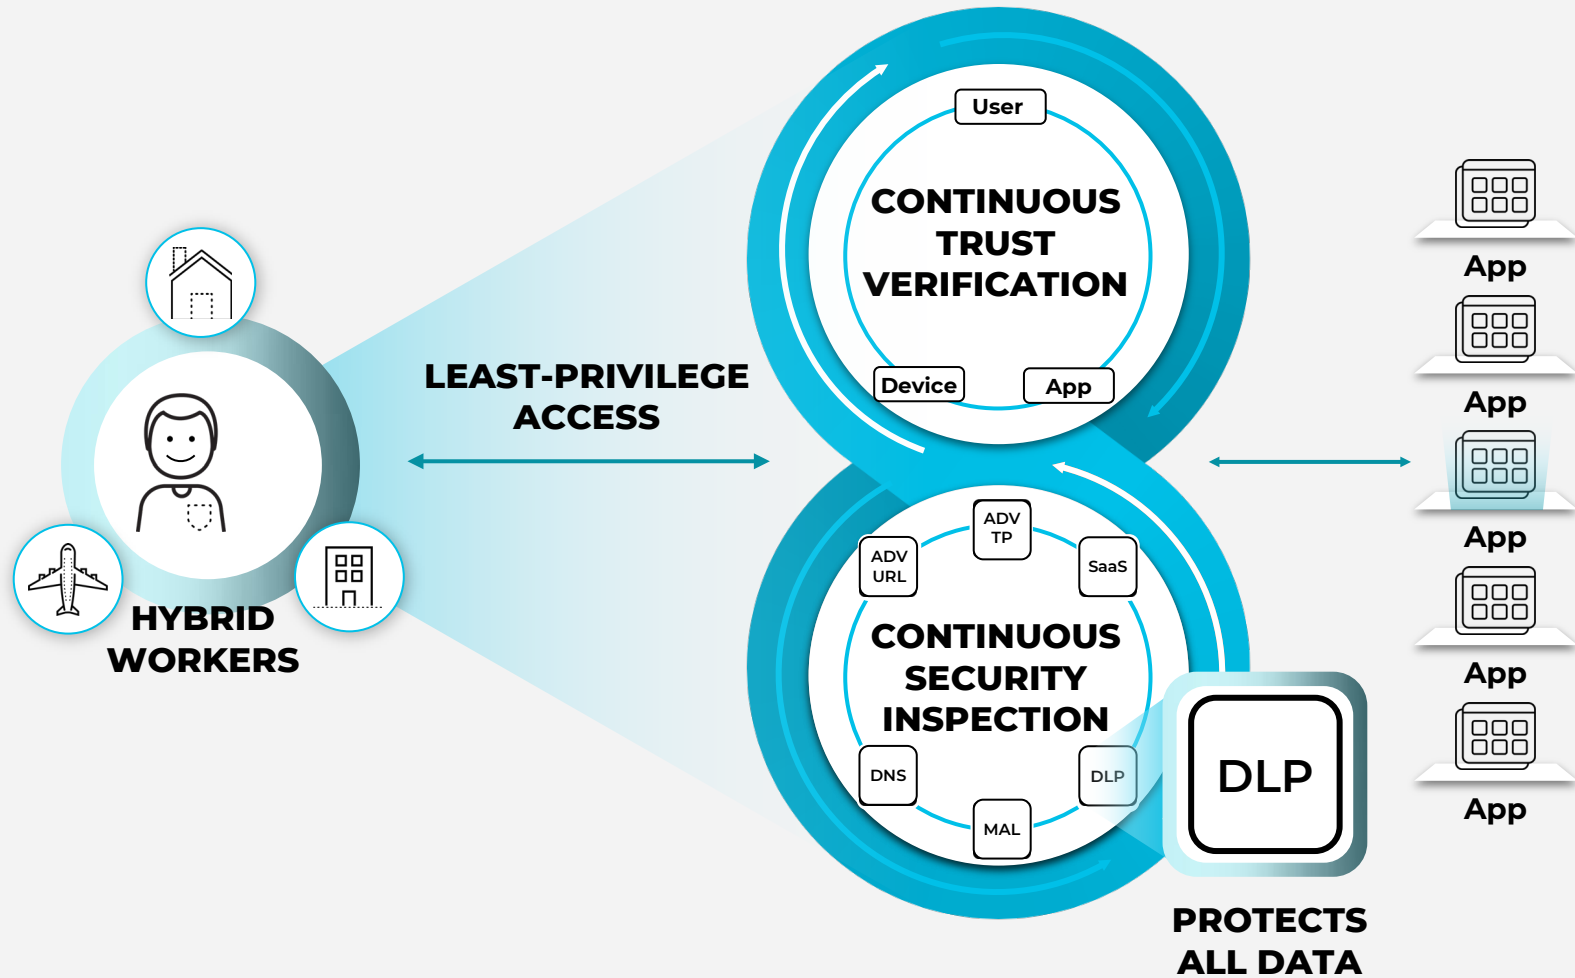 HYBRID
WORKERS
LEAST-PRIVILEGE
ACCESS
User
CONTINUOUS
TRUST
VERIFICATION
Device
App
ADV
TP
ADV
URL
SaaS
CONTINUOUS
SECURITY
INSPECTION
DNS
DLP
MAL
DLP
PROTECTS
ALL DATA
App
App
App
App
App